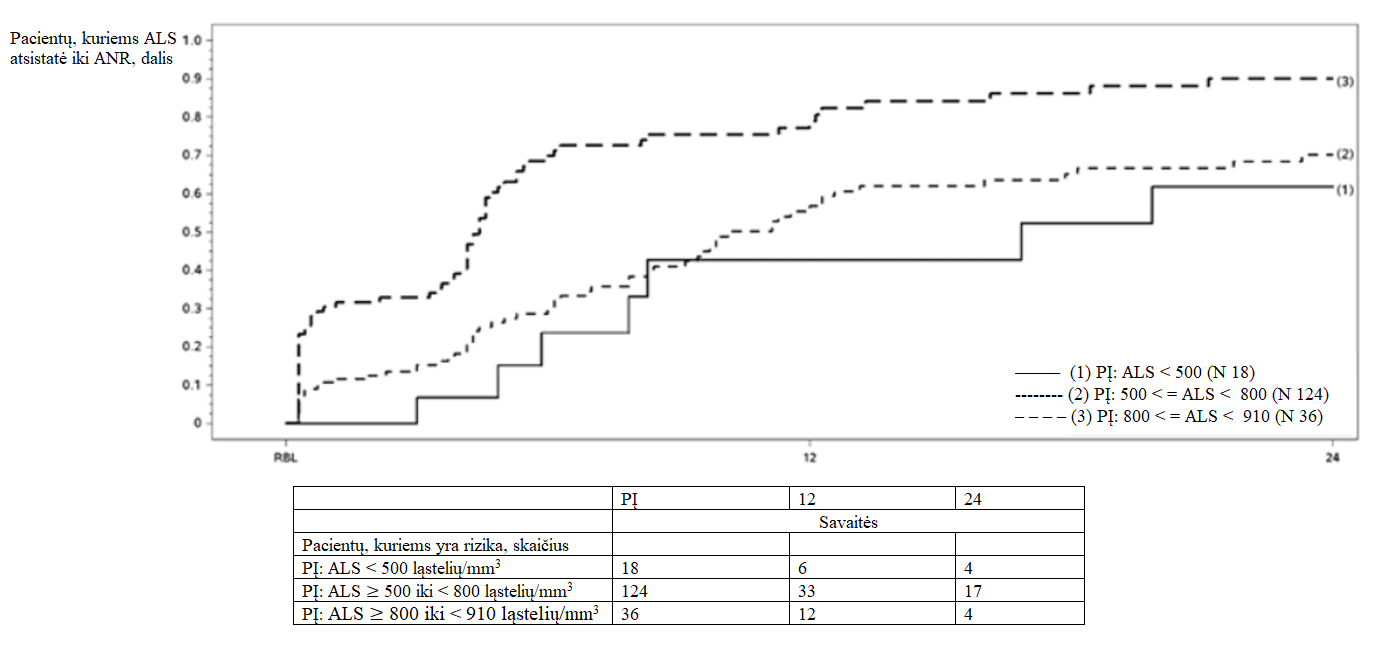 Pacientų, kuriems ALS
atsistatė iki ANR, dalis
1.0
0.9
0.8
0.7
0.6
0.5
0.4
0.3
0.2
0.1
0
(3)
(2)
(1)
(1) PĮ: ALS < 500 (N 18)
(2) PĮ: 500 < = ALS < 800 (N 124)
(3) PĮ: 800 < = ALS < 910 (N 36)
RBL 12 24
PĮ 12 24
Savaitės
Pacientų, kuriems yra rizika, skaičius
PĮ: ALS < 500 ląstelių/mm³ 18 6 4
PĮ: ALS ≥ 500 iki < 800 ląstelių/mm³ 124 33 17
PĮ: ALS ≥ 800 iki < 910 ląstelių/mm³ 36 12 4